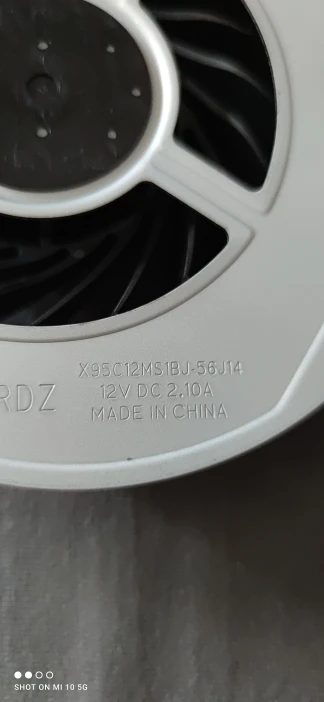 X95C12MS1BJ-56J14
RDZ
12V DC 2.10A
MADE IN CHINA
SHOT ON MI 10 5G